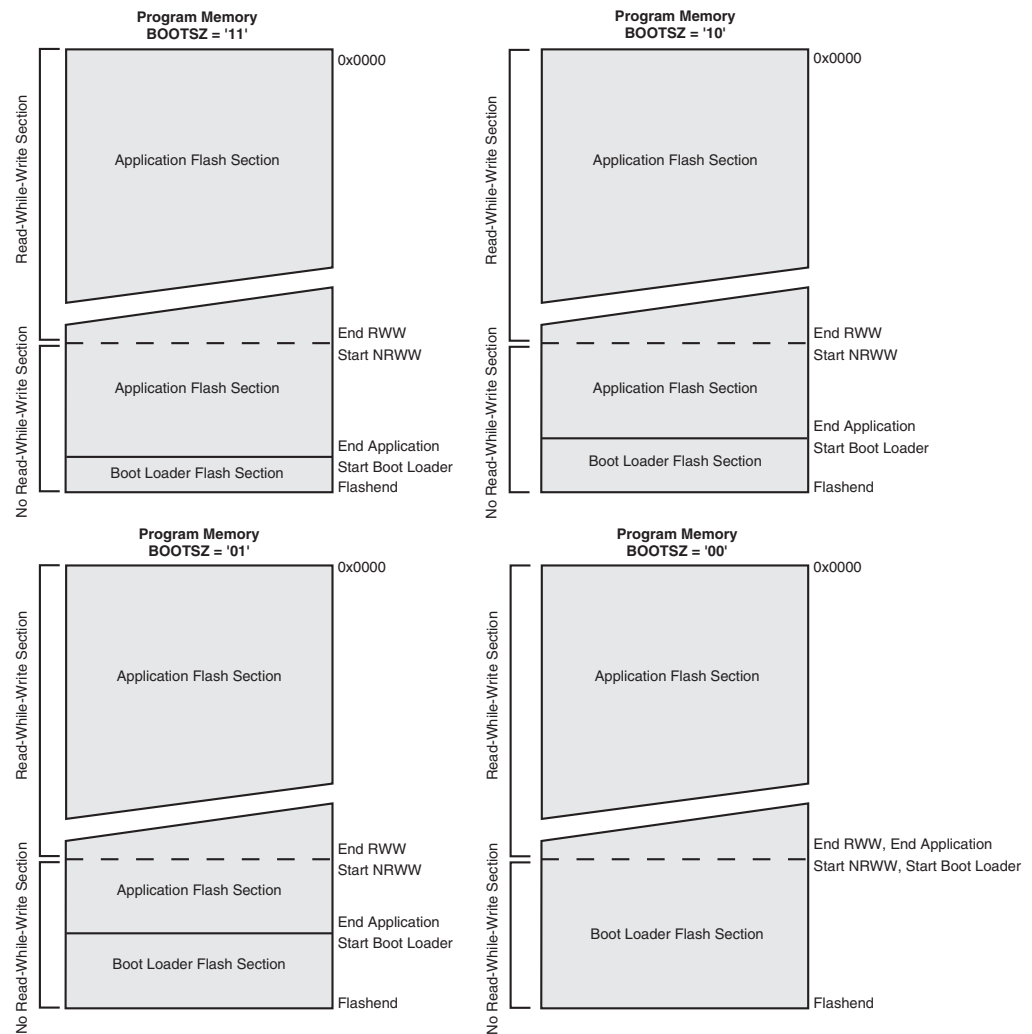 Program Memory
BOOTSZ = '11'
0x0000
Read-While-Write Section
Application Flash Section
End RWW
Start NRWW
No Read-While-Write Section
Application Flash Section
End Application
Start Boot Loader
Boot Loader Flash Section
Flashend
Program Memory
BOOTSZ = '10'
0x0000
Read-While-Write Section
Application Flash Section
End RWW
Start NRWW
No Read-While-Write Section
Application Flash Section
End Application
Start Boot Loader
Boot Loader Flash Section
Flashend
Program Memory
BOOTSZ = '01'
0x0000
Read-While-Write Section
Application Flash Section
End RWW
Start NRWW
No Read-While-Write Section
Application Flash Section
End Application
Start Boot Loader
Boot Loader Flash Section
Flashend
Program Memory
BOOTSZ = '00'
0x0000
Read-While-Write Section
Application Flash Section
End RWW, End Application
Start NRWW, Start Boot Loader
No Read-While-Write Section
Boot Loader Flash Section
Flashend